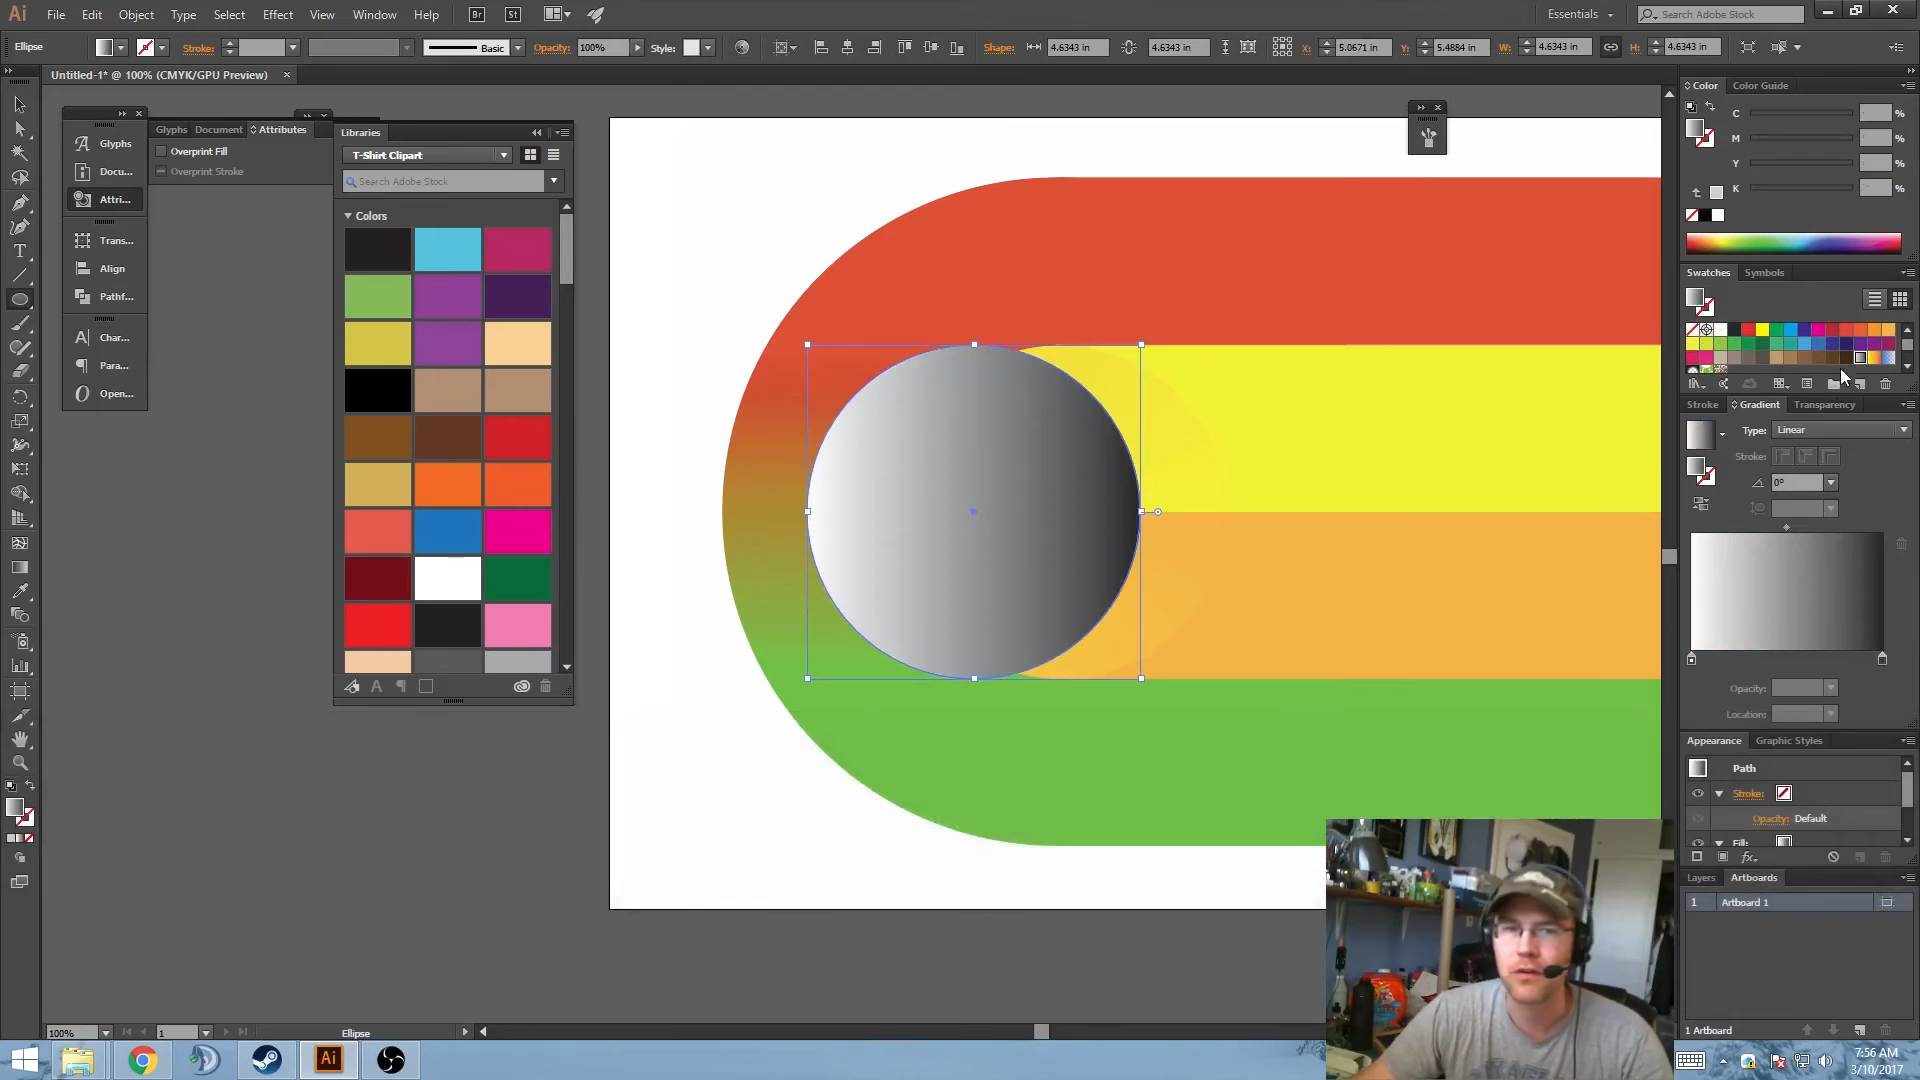 Ai File Edit Object Type Select Effect View Window Help Br St Essentials Search Adobe Stock
Ellipse Stroke: Basic Opacity: 100% Style: Shape: 4.6343 in 4.6343 in X: 5.0671 in Y: 5.4884 in W: 4.6343 in H: 4.6343 in
Untitled-1* @ 100% (CMYK/GPU Preview)
Color Color Guide
C %
M %
Y %
K %
Glyphs
Docu...
Attri...
Trans...
Align
Pathf...
Char...
Para...
Open...
Glyphs Document Attributes
Overprint Fill
Overprint Stroke
Libraries
T-Shirt Clipart
Search Adobe Stock
Colors
Swatches Symbols
Stroke Gradient Transparency
Type: Linear
Stroke:
0°
Opacity:
Location:
Appearance Graphic Styles
Path
Stroke:
Opacity: Default
Fill:
fx
Layers Artboards
1 Artboard 1
1 Artboard
100% 1 Ellipse
Ai
7:56 AM
3/10/2017